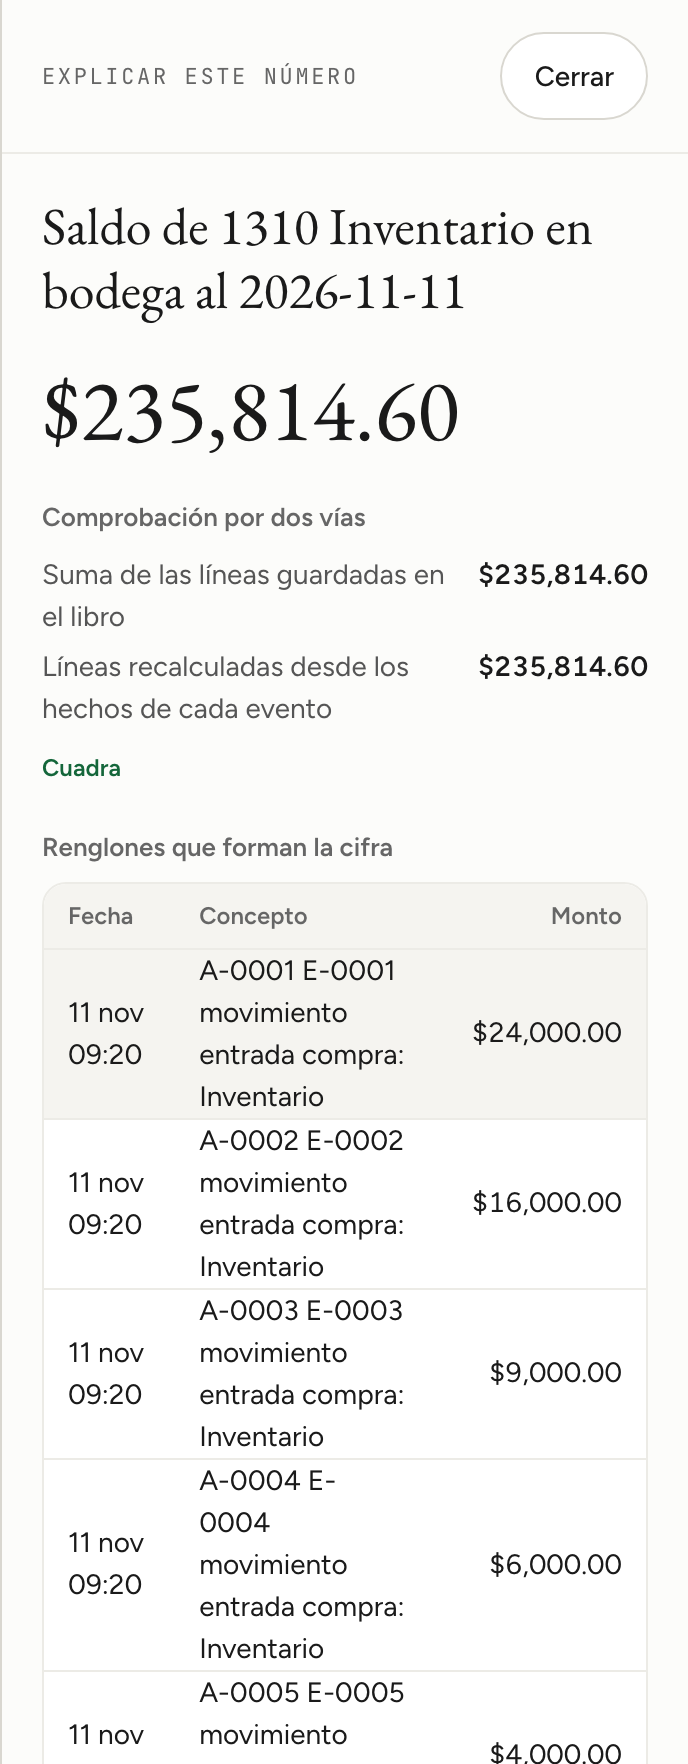 EXPLICAR ESTE NÚMERO
Cerrar
Saldo de 1310 Inventario en
bodega al 2026-11-11
$235,814.60
Comprobación por dos vías
Suma de las líneas guardadas en
el libro
$235,814.60
Líneas recalculadas desde los
hechos de cada evento
$235,814.60
Cuadra
Renglones que forman la cifra
Fecha Concepto Monto
11 nov
09:20
A-0001 E-0001
movimiento
entrada compra:
Inventario
$24,000.00
11 nov
09:20
A-0002 E-0002
movimiento
entrada compra:
Inventario
$16,000.00
11 nov
09:20
A-0003 E-0003
movimiento
entrada compra:
Inventario
$9,000.00
11 nov
09:20
A-0004 E-
0004
movimiento
entrada compra:
Inventario
$6,000.00
11 nov
A-0005 E-0005
movimiento
$4,000.00